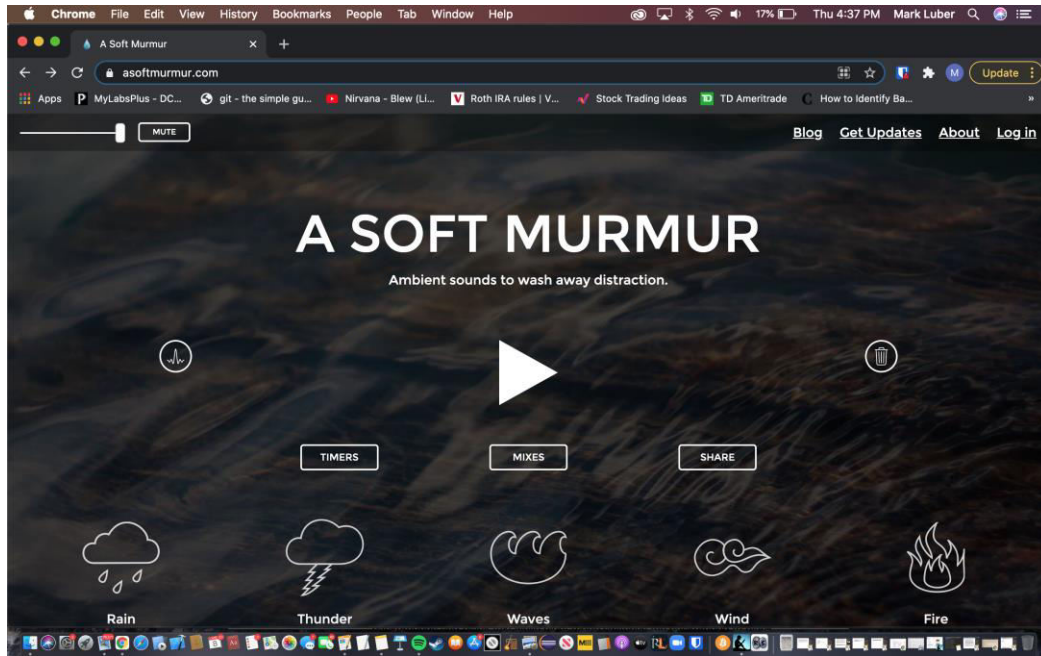 Chrome File Edit View History Bookmarks People Tab Window Help 17% Thu 4:37 PM Mark Luber
A Soft Murmur
asoftmurmur.com M Update
Apps MyLabsPlus - DC... git - the simple gu... Nirvana - Blew (Li... Roth IRA rules | V... Stock Trading Ideas TD Ameritrade How to Identify Ba... »
MUTE Blog Get Updates About Log in
A SOFT MURMUR
Ambient sounds to wash away distraction.
TIMERS MIXES SHARE
Rain Thunder Waves Wind Fire